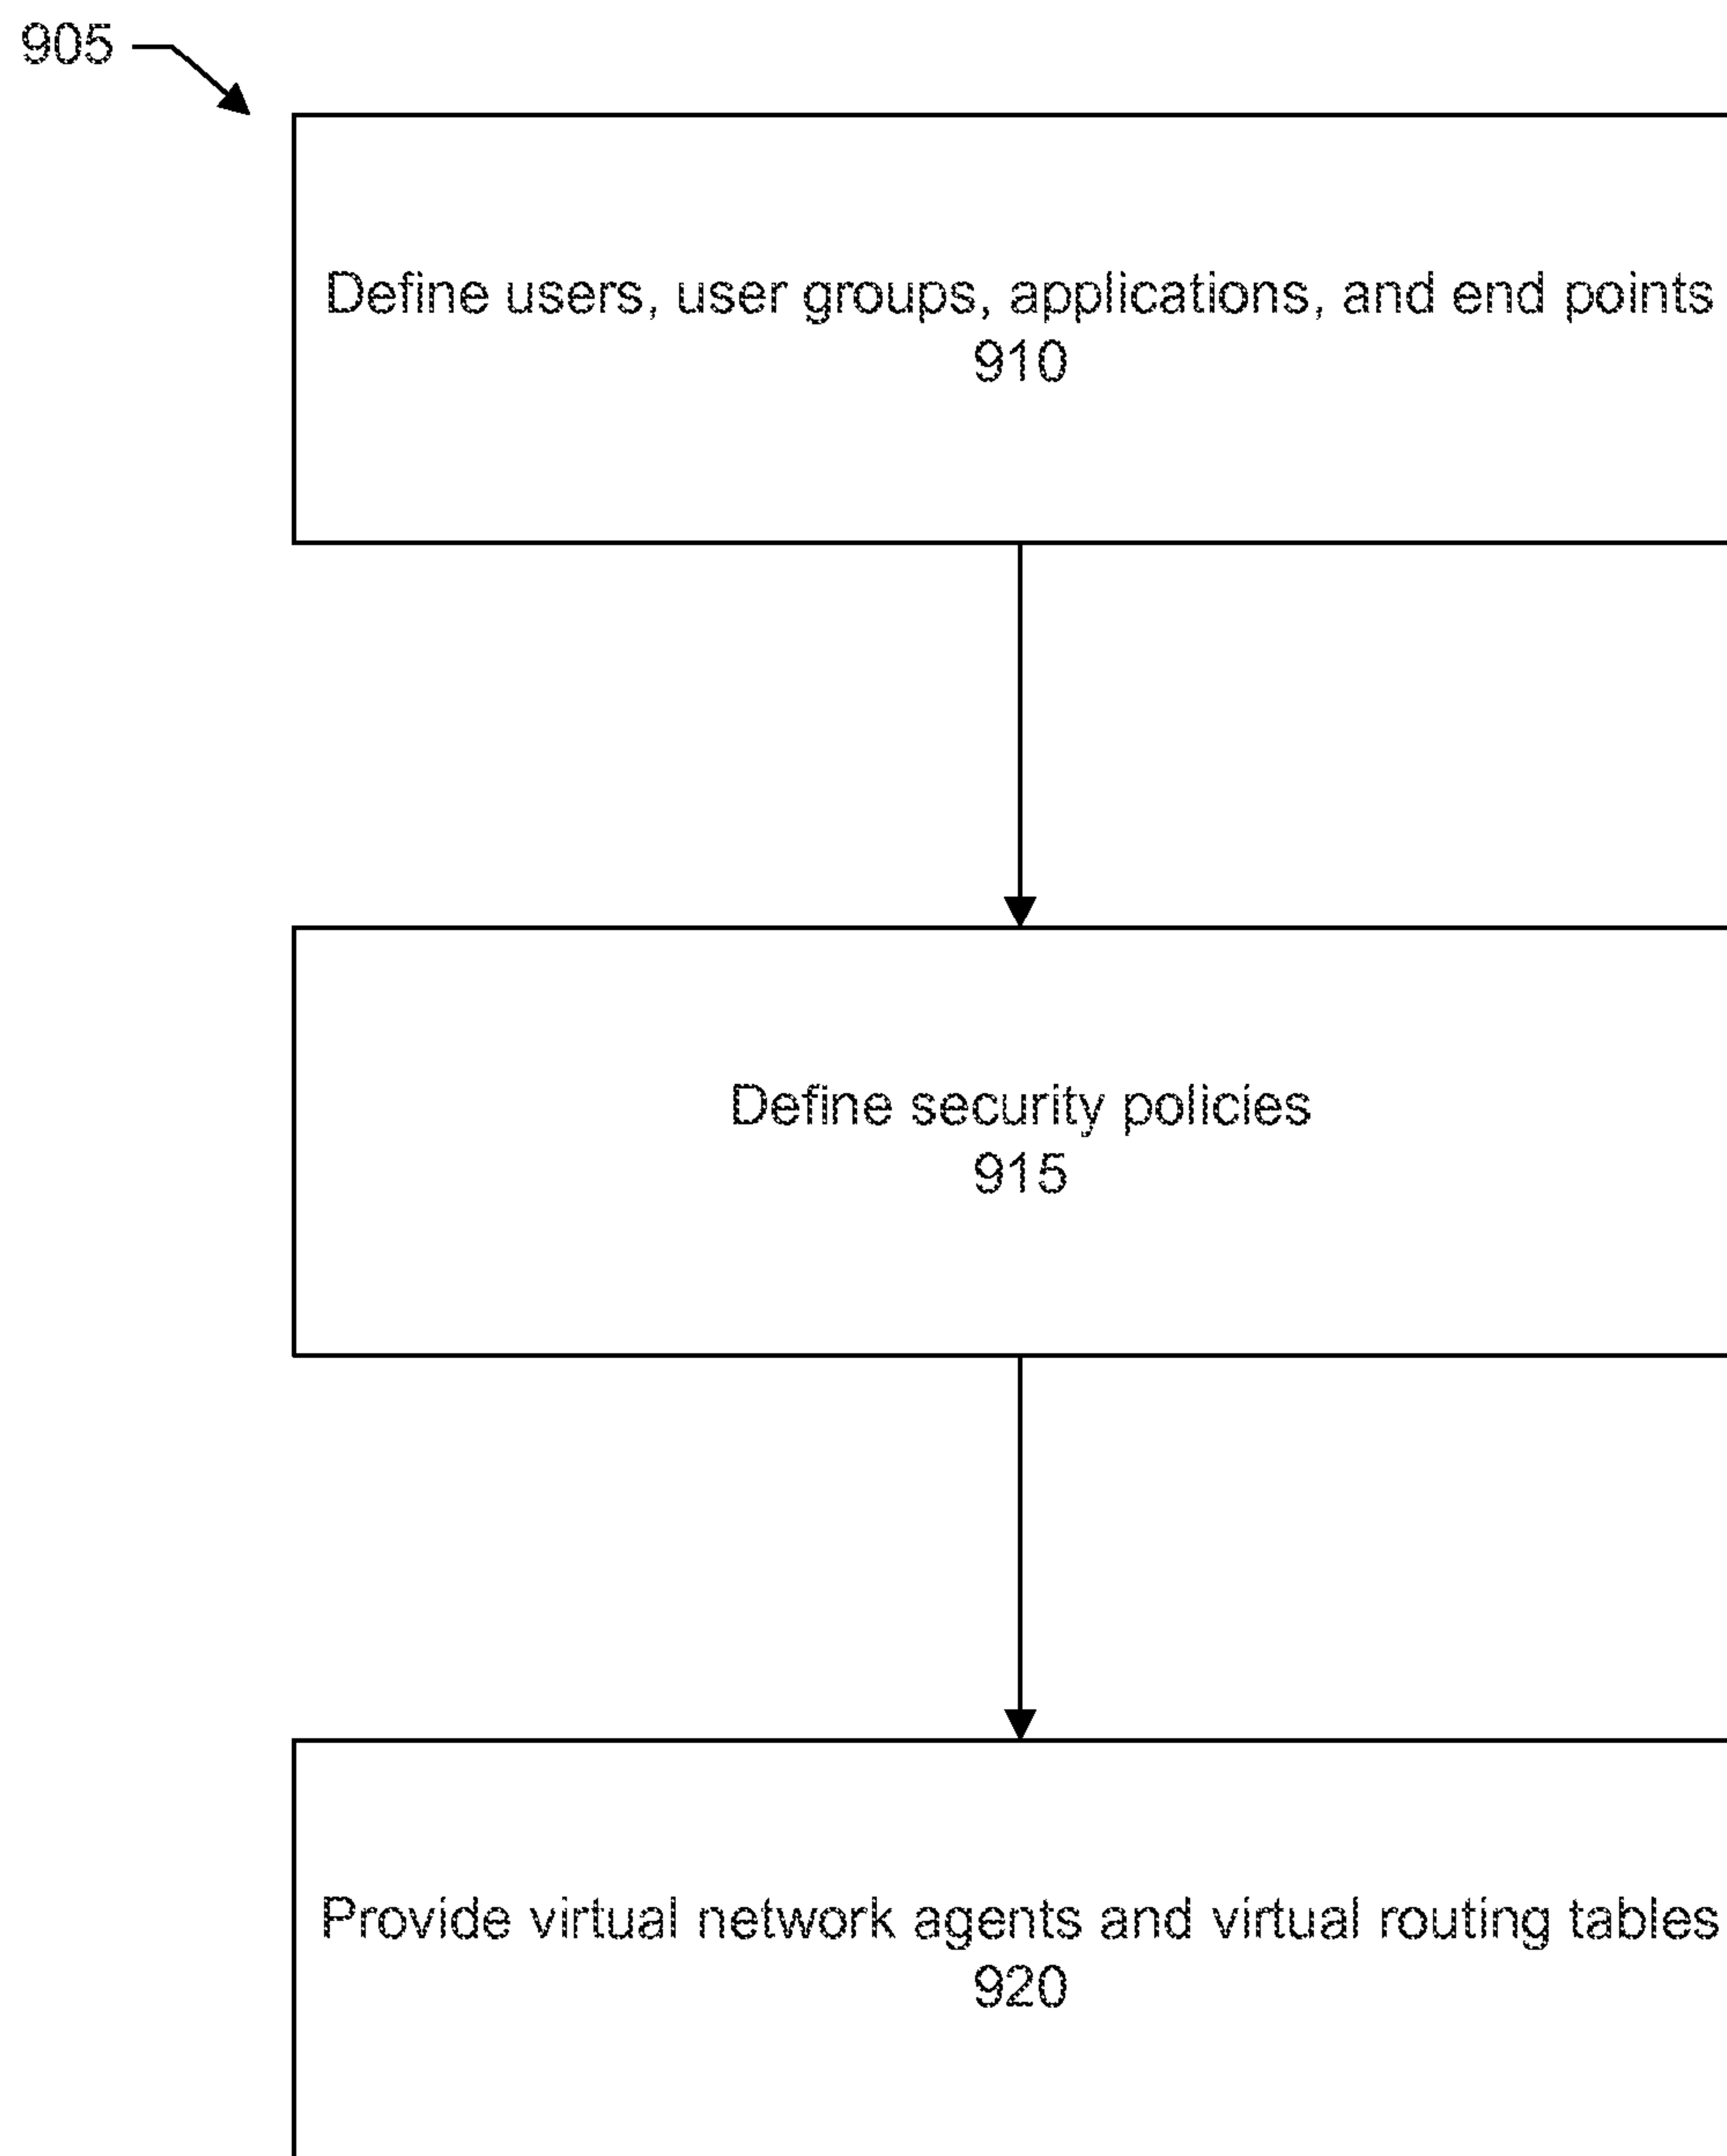 905
Define users, user groups, applications, and end points
910
Define security policies
915
Provide virtual network agents and virtual routing tables
920